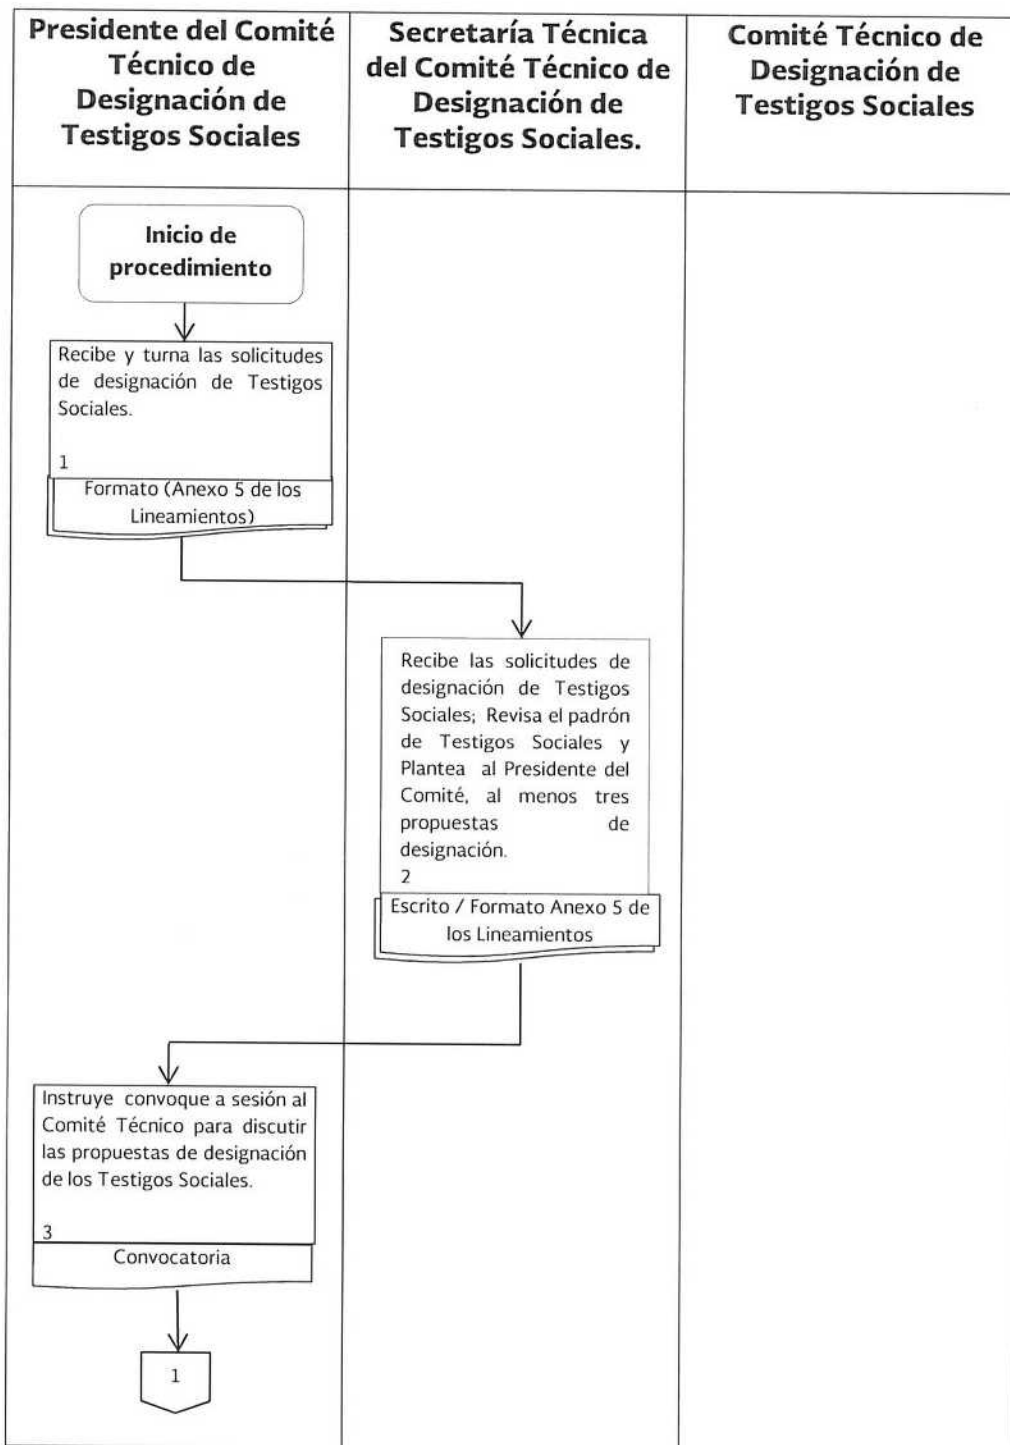 Presidente del Comité
Técnico de
Designación de
Testigos Sociales
Secretaría Técnica
del Comité Técnico de
Designación de
Testigos Sociales.
Comité Técnico de
Designación de
Testigos Sociales
Inicio de
procedimiento
Recibe y turna las solicitudes
de designación de Testigos
Sociales.
1
Formato (Anexo 5 de los
Lineamientos)
Recibe las solicitudes de
designación de Testigos
Sociales; Revisa el padrón
de Testigos Sociales y
Plantea al Presidente del
Comité, al menos tres
propuestas de
designación.
2
Escrito / Formato Anexo 5 de
los Lineamientos
Instruye convoque a sesión al
Comité Técnico para discutir
las propuestas de designación
de los Testigos Sociales.
3
Convocatoria
1